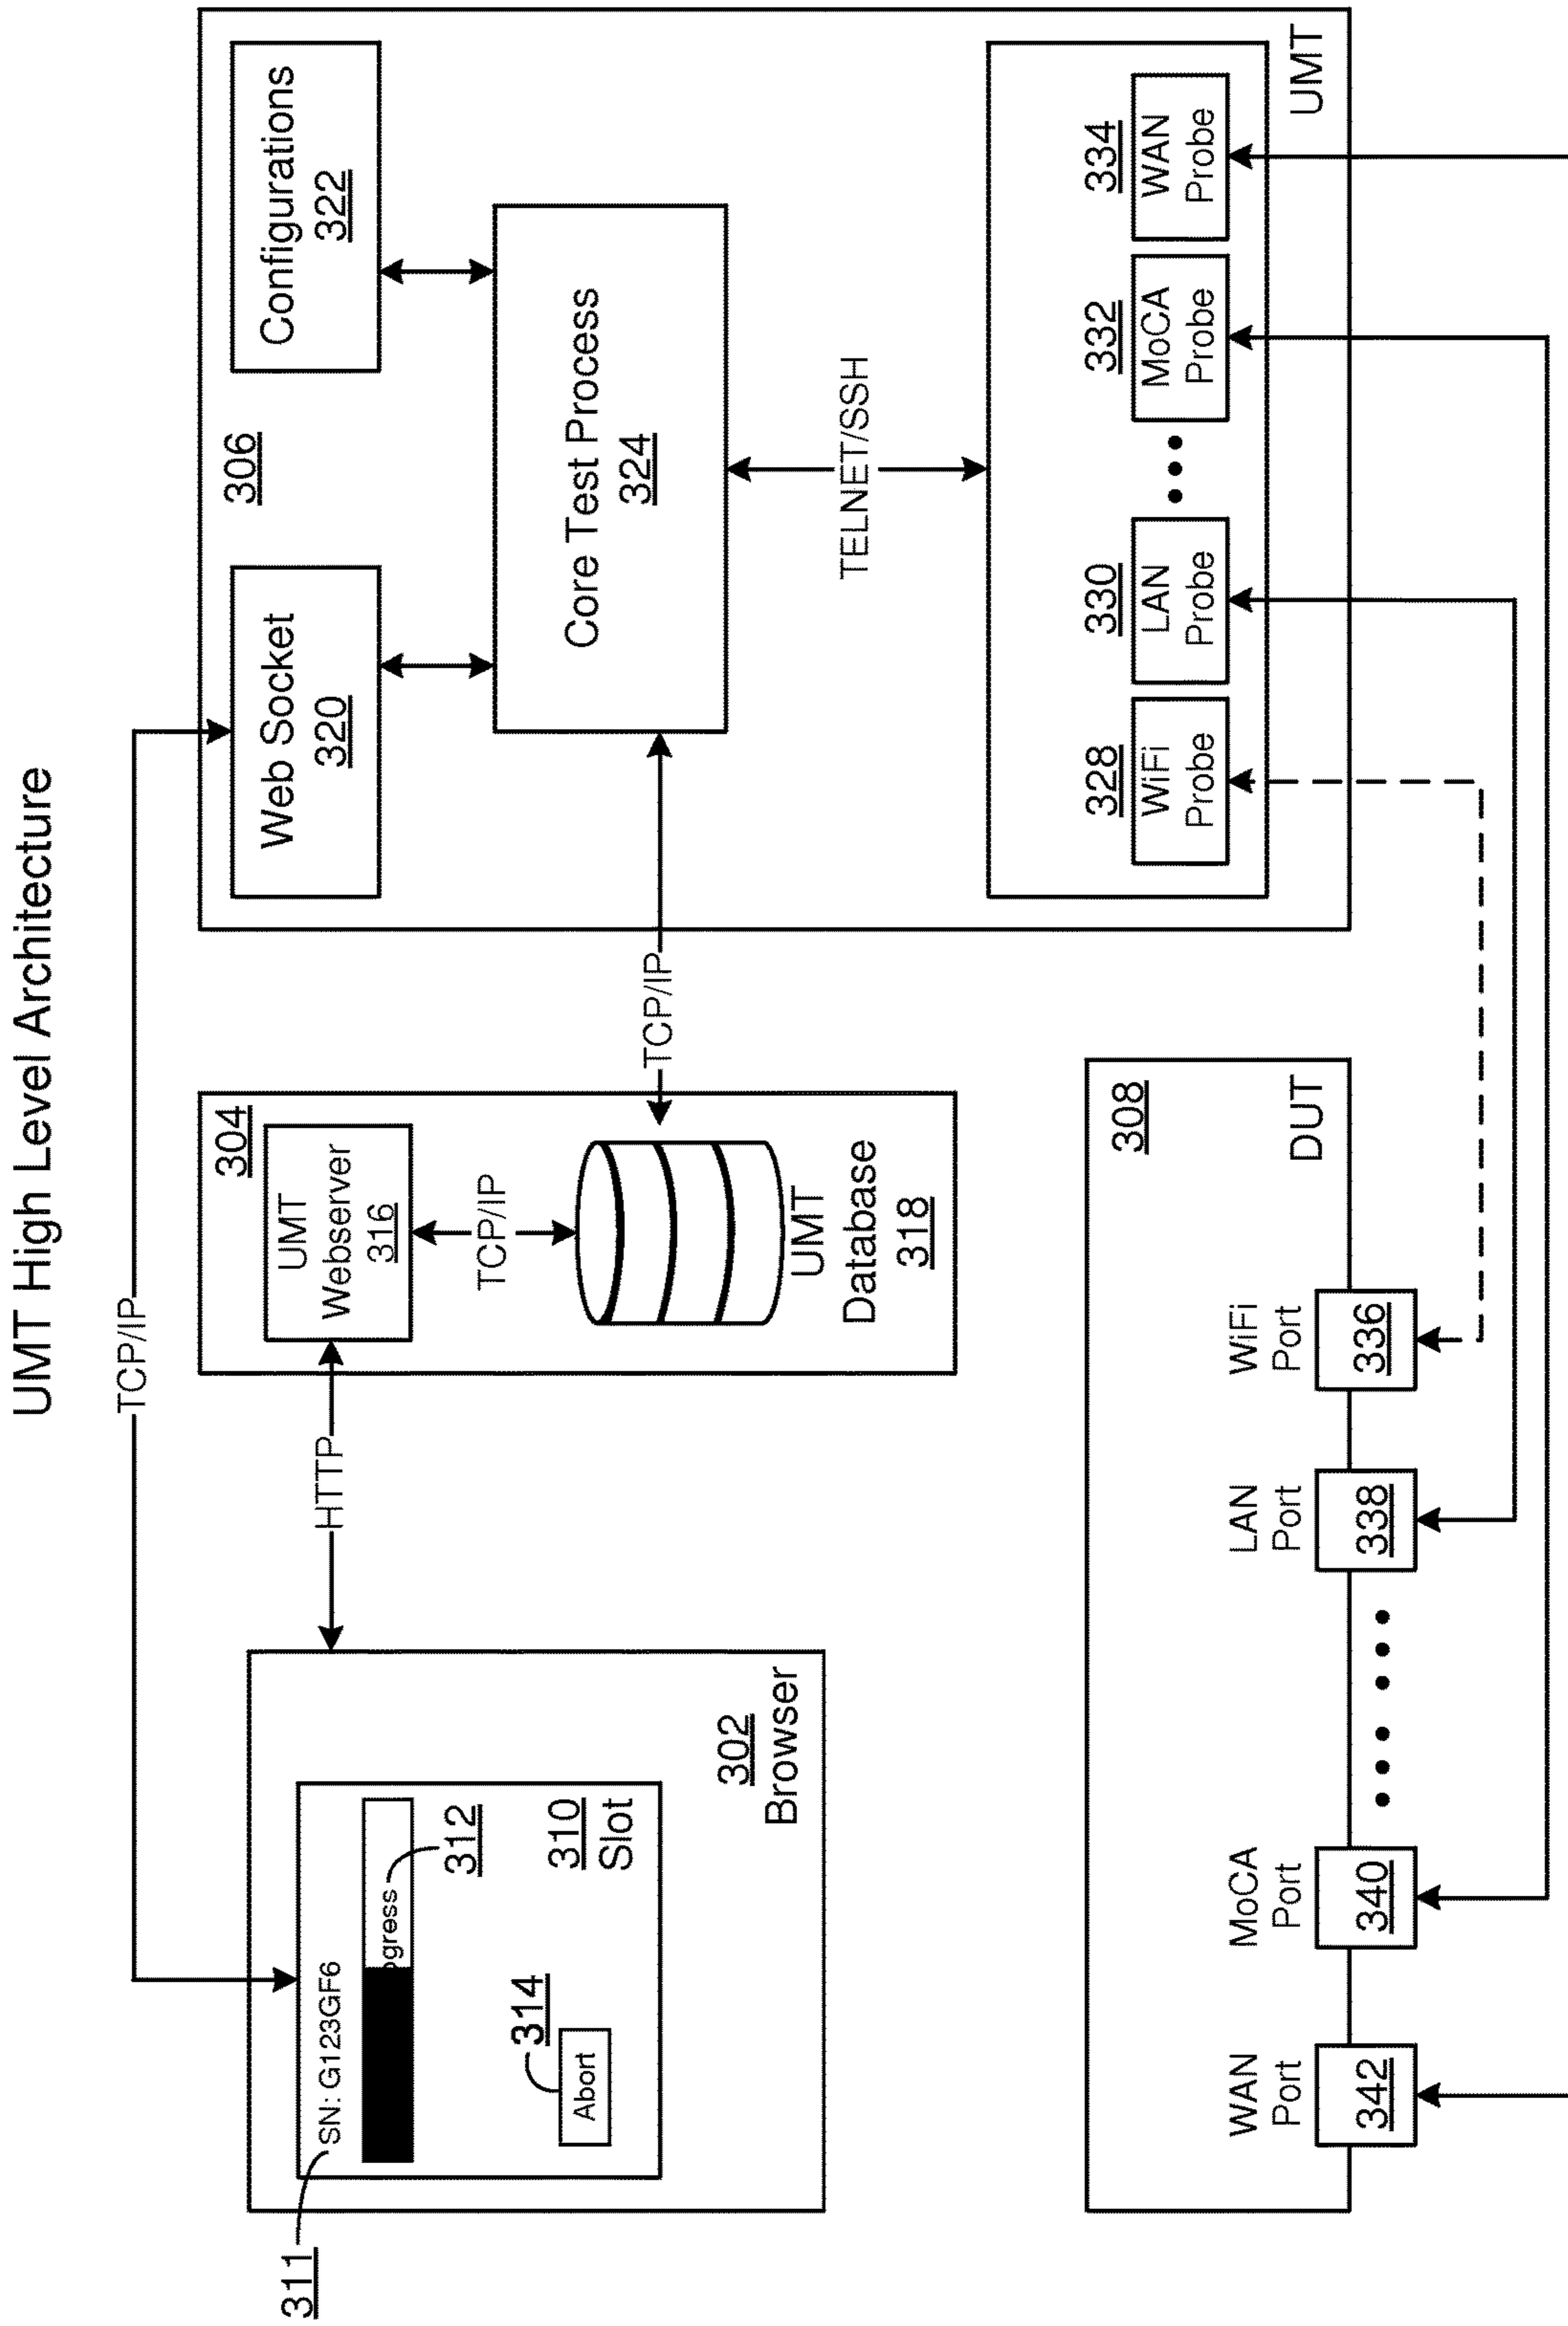 UMT High Level Architecture
TCP/IP
311
SN: G123GF6
ogress
312
314
Abort
310
Slot
302
Browser
HTTP
304
UMT
Webserver
316
TCP/IP
UMT
Database
318
TCP/IP
306
Web Socket
320
Configurations
322
Core Test Process
324
TELNET/SSH
328
WiFi
Probe
330
LAN
Probe
332
MoCA
Probe
334
WAN
Probe
UMT
308
DUT
WAN
Port
342
MoCA
Port
340
LAN
Port
338
WiFi
Port
336